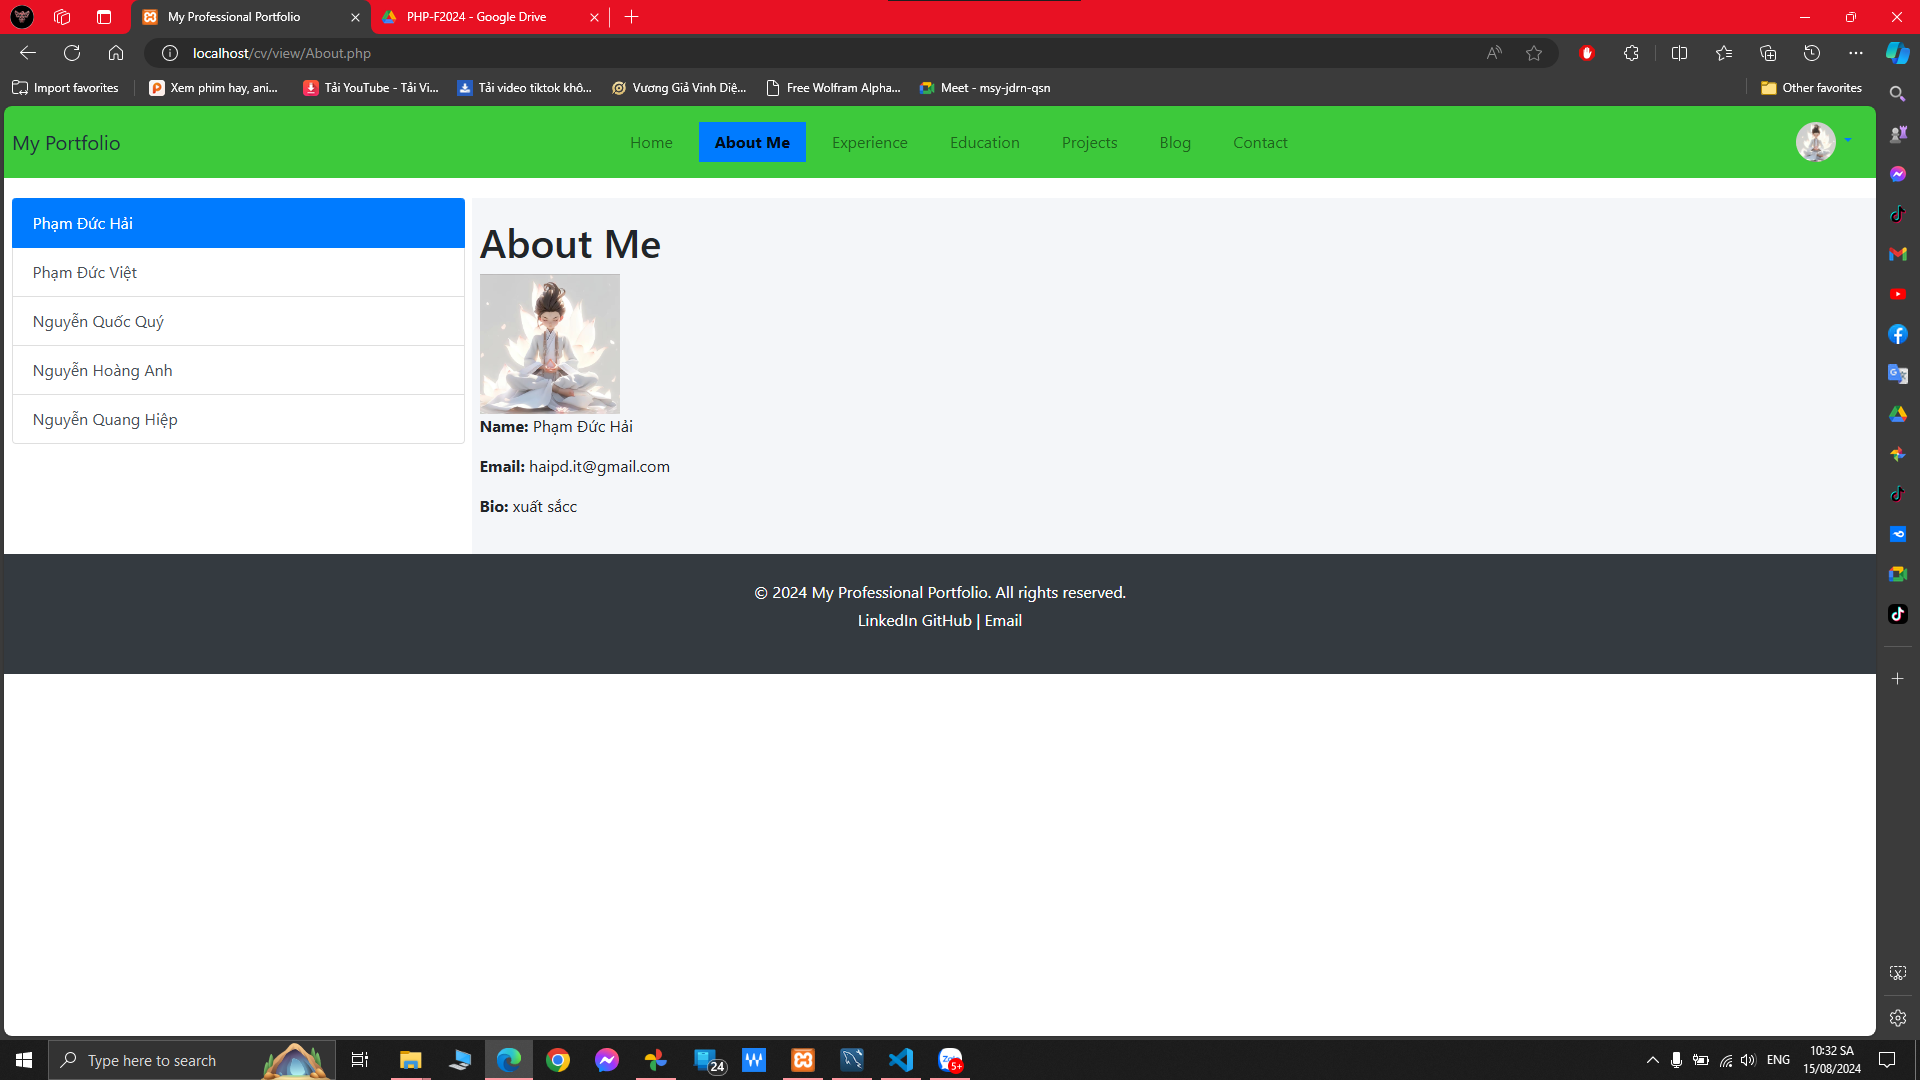 My Professional Portfolio
PHP-F2024 - Google Drive
localhost/cv/view/About.php
Import favorites
Xem phim hay, ani...
Tải YouTube - Tải Vi...
Tải video tiktok khô...
Vương Giả Vinh Diệ...
Free Wolfram Alpha...
Meet - msy-jdrn-qsn
Other favorites
My Portfolio
Home
About Me
Experience
Education
Projects
Blog
Contact
Phạm Đức Hải
Phạm Đức Việt
Nguyễn Quốc Quý
Nguyễn Hoàng Anh
Nguyễn Quang Hiệp
About Me
Name: Phạm Đức Hải
Email: haipd.it@gmail.com
Bio: xuất sắcc
© 2024 My Professional Portfolio. All rights reserved.
LinkedIn GitHub | Email
Type here to search
24
5+
ENG
10:32 SA
15/08/2024